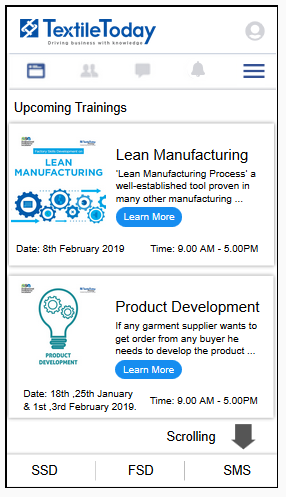 TextileToday
Driving business with knowledge
Upcoming Trainings
LEAN
MANUFACTURING
Lean Manufacturing
'Lean Manufacturing Process' a
well-established tool proven in
many other manufacturing ...
Learn More
Date: 8th February 2019
Time: 9.00 AM - 5.00PM
PRODUCT
DEVELOPMENT
Product Development
If any garment supplier wants to
get order from any buyer he
needs to develop the product ...
Learn More
Date: 18th ,25th January
& 1st ,3rd February 2019.
Time: 9.00 AM - 5.00PM
Scrolling
SSD
FSD
SMS